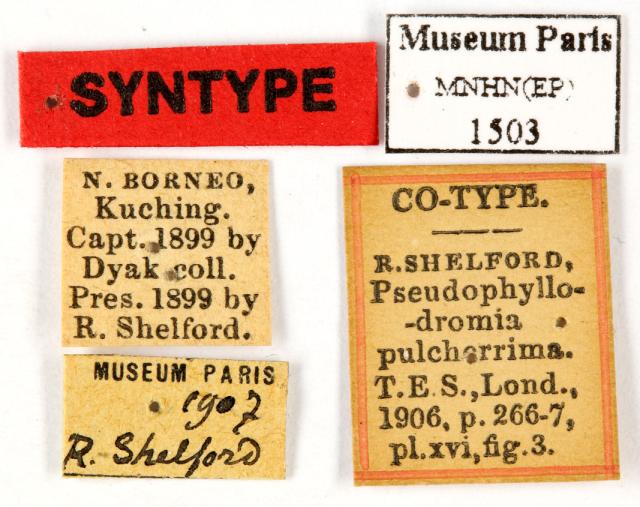 SYNTYPE
Museum Paris
MNHN(EP)
1503
N. BORNEO,
Kuching.
Capt. 1899 by
Dyak coll.
Pres. 1899 by
R. Shelford.
MUSEUM PARIS
1907
R. Shelford
CO-TYPE.
R. SHELFORD,
Pseudophyllo-
-dromia
pulcherrima.
T.E.S., Lond.,
1906, p. 266-7,
pl. xvi, fig. 3.